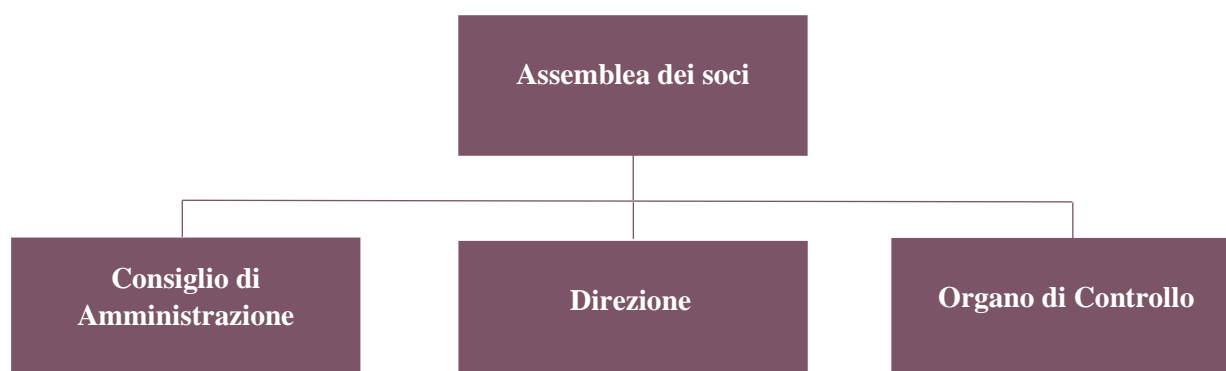 Assemblea dei soci
Consiglio di
Amministrazione
Direzione
Organo di Controllo